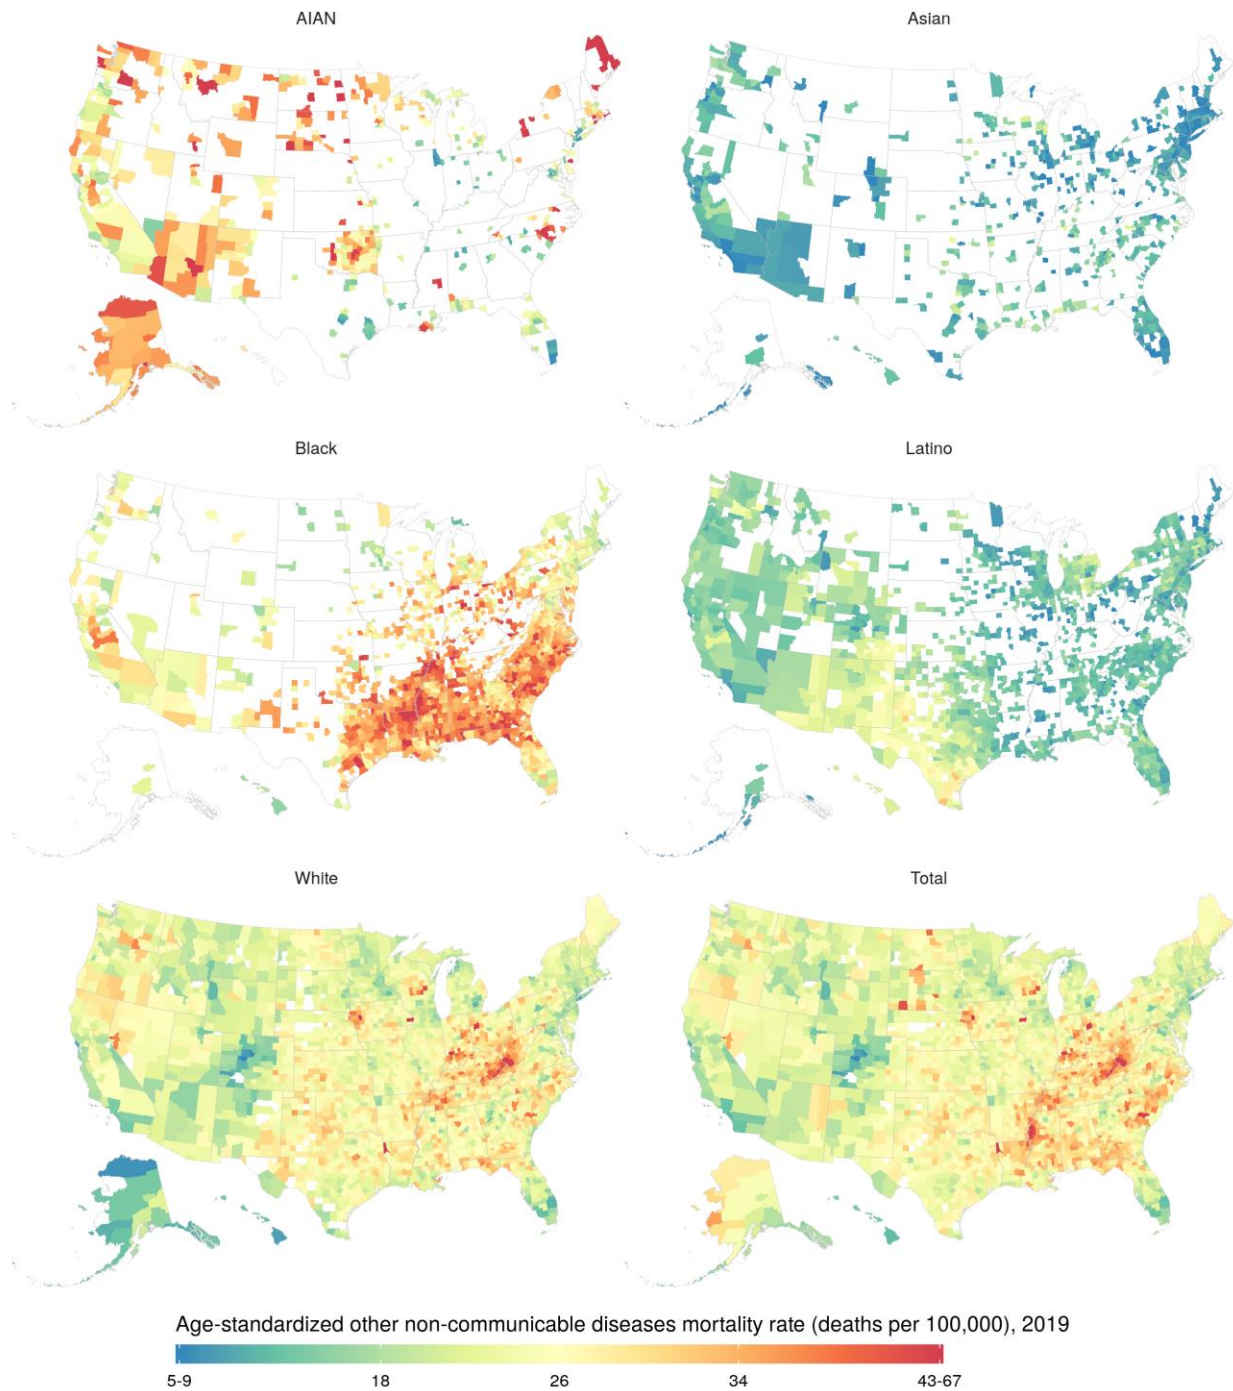 AIAN
Asian
Black
Latino
White
Total
Age-standardized other non-communicable diseases mortality rate (deaths per 100,000), 2019
5-9 18 26 34 43-67